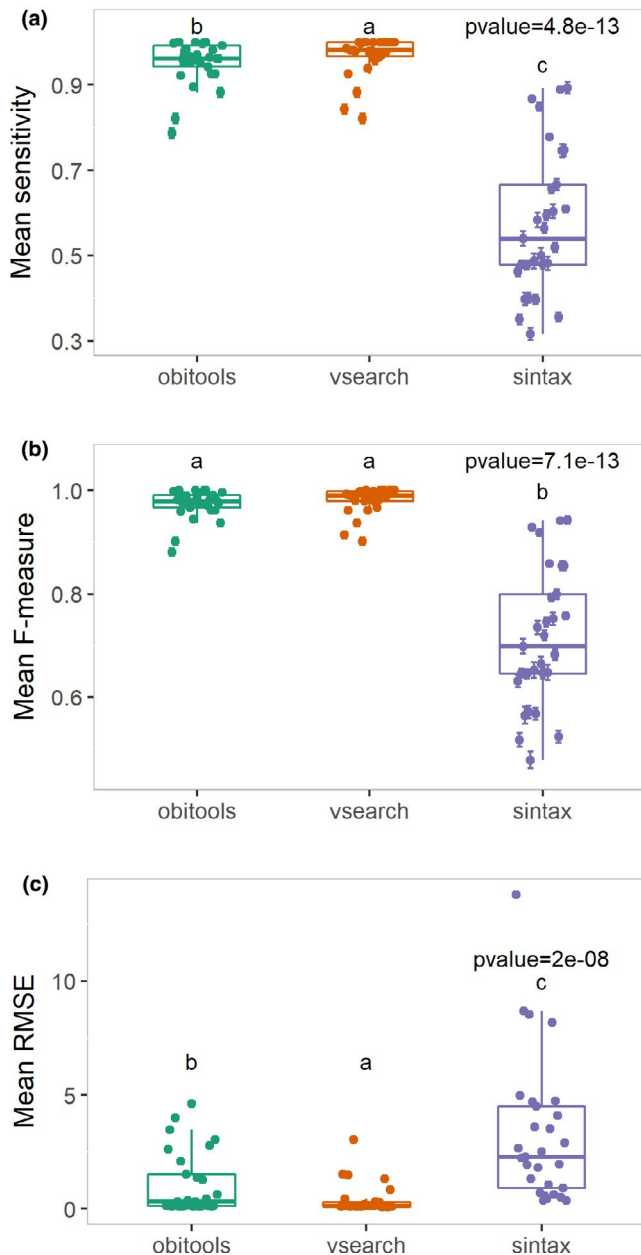 (a)
Mean sensitivity
0.9
0.7
0.5
0.3
b
a
pvalue=4.8e-13
c
obitools
vsearch
sintax
(b)
Mean F-measure
1.0
0.8
0.6
a
a
pvalue=7.1e-13
b
obitools
vsearch
sintax
(c)
Mean RMSE
10
5
0
b
a
pvalue=2e-08
c
obitools
vsearch
sintax